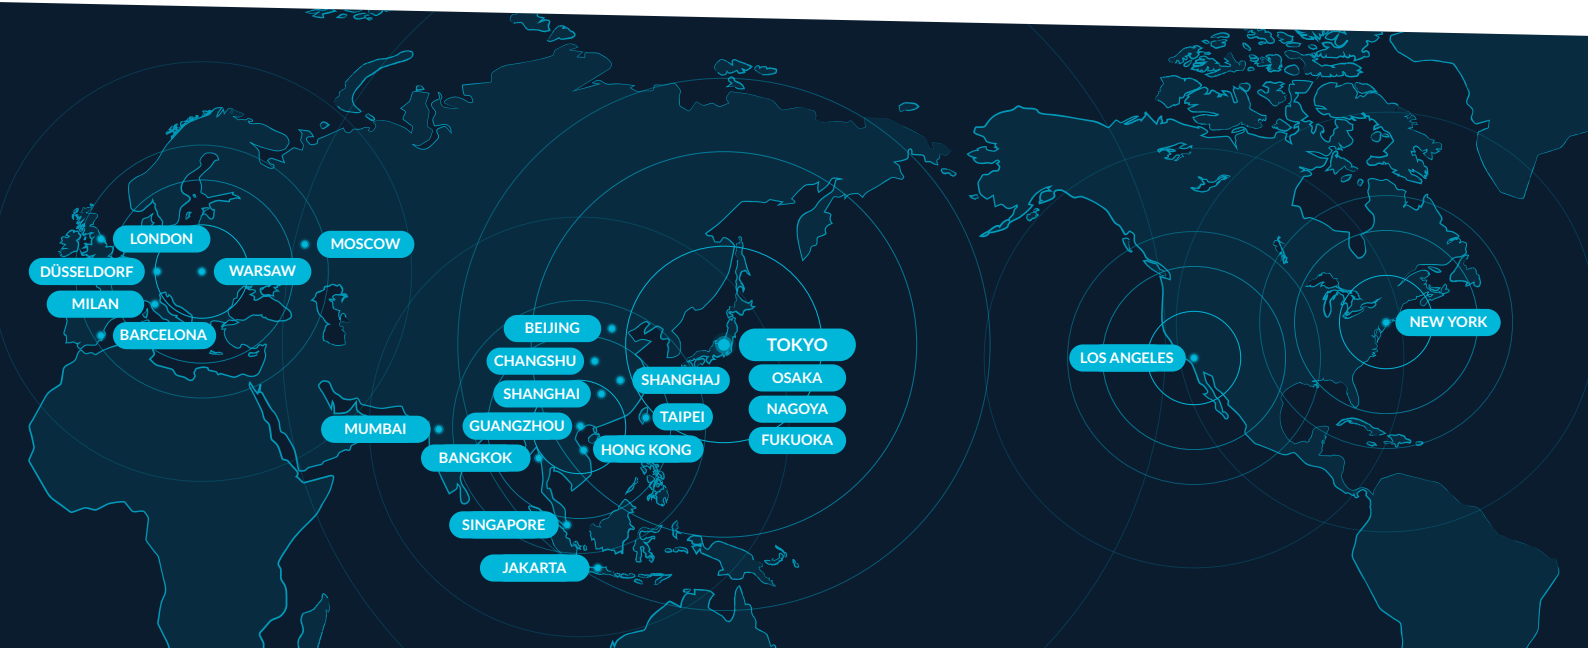 LONDON
MOSCOW
DÜSSELDORF
WARSAW
MILAN
BARCELONA
BEIJING
TOKYO
CHANGSHU
SHANGHAJ
OSAKA
SHANGHAI
NAGOYA
TAIPEI
MUMBAI
GUANGZHOU
FUKUOKA
HONG KONG
BANGKOK
SINGAPORE
JAKARTA
LOS ANGELES
NEW YORK